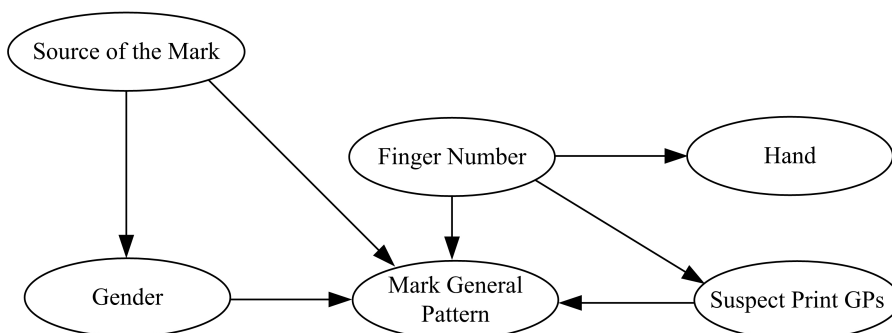 Source of the Mark
Finger Number
Hand
Gender
Mark General
Pattern
Suspect Print GPs